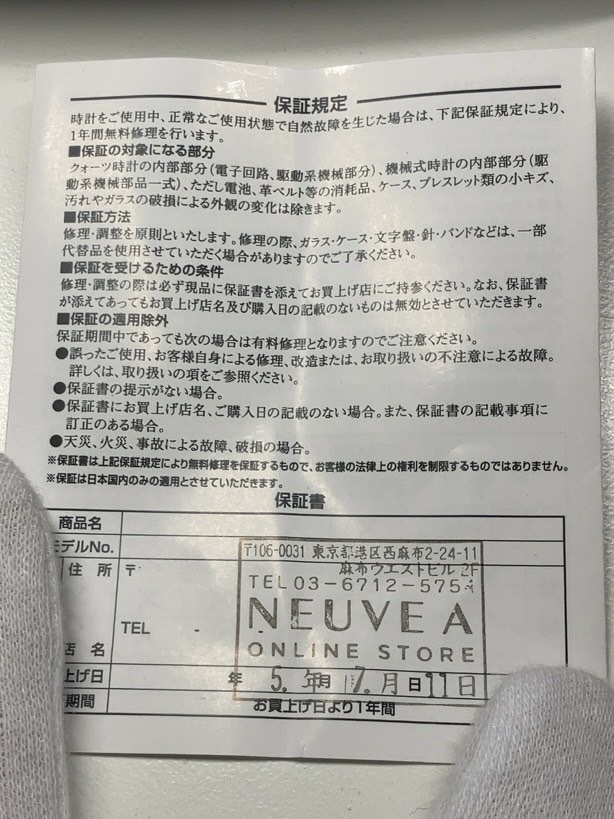 保証規定
時計をご使用中、正常なご使用状態で自然故障を生じた場合は、下記保証規定により、
1年間無料修理を行います。
■保証の対象になる部分
クォーツ時計の内部部分(電子回路、駆動系機械部分)、機械式時計の内部部分(駆
動系機械部品一式)、ただし電池、革ベルト等の消耗品、ケース、ブレスレット類の小キズ、
汚れやガラスの破損による外観の変化は除きます。
■保証方法
修理・調整を原則といたします。修理の際、ガラス・ケース・文字盤・針・バンドなどは、一部
代替品を使用させていただく場合がありますのでご了承ください。
■保証を受けるための条件
修理・調整の際は必ず現品に保証書を添えてお買上げ店にご持参ください。なお、保証書
が添えてあってもお買上げ店名及び購入日の記載のないものは無効とさせていただきます。
■保証の適用除外
保証期間中であっても次の場合は有料修理となりますのでご注意ください。
●誤ったご使用、お客様自身による修理、改造または、お取り扱いの不注意による故障。
詳しくは、取り扱いの項をご参照ください。
●保証書の提示がない場合。
●保証書にお買上げ店名、ご購入日の記載のない場合。また、保証書の記載事項に
訂正のある場合。
●天災、火災、事故による故障、破損の場合。
※保証書は上記保証規定により無料修理を保証するもので、お客様の法律上の権利を制限するものではありません。
※保証は日本国内のみの適用とさせていただきます。
保証書
商品名
モデルNo.
〒106-0031 東京都港区西麻布2-24-11
住所 〒
麻布ウエストビル 2F
TEL 03-6712-575
TEL -
NEUVE A
店名
ONLINE STORE
上げ日 年 5. 年月 7. 月 日 11日
期間 お買上げ日より1年間